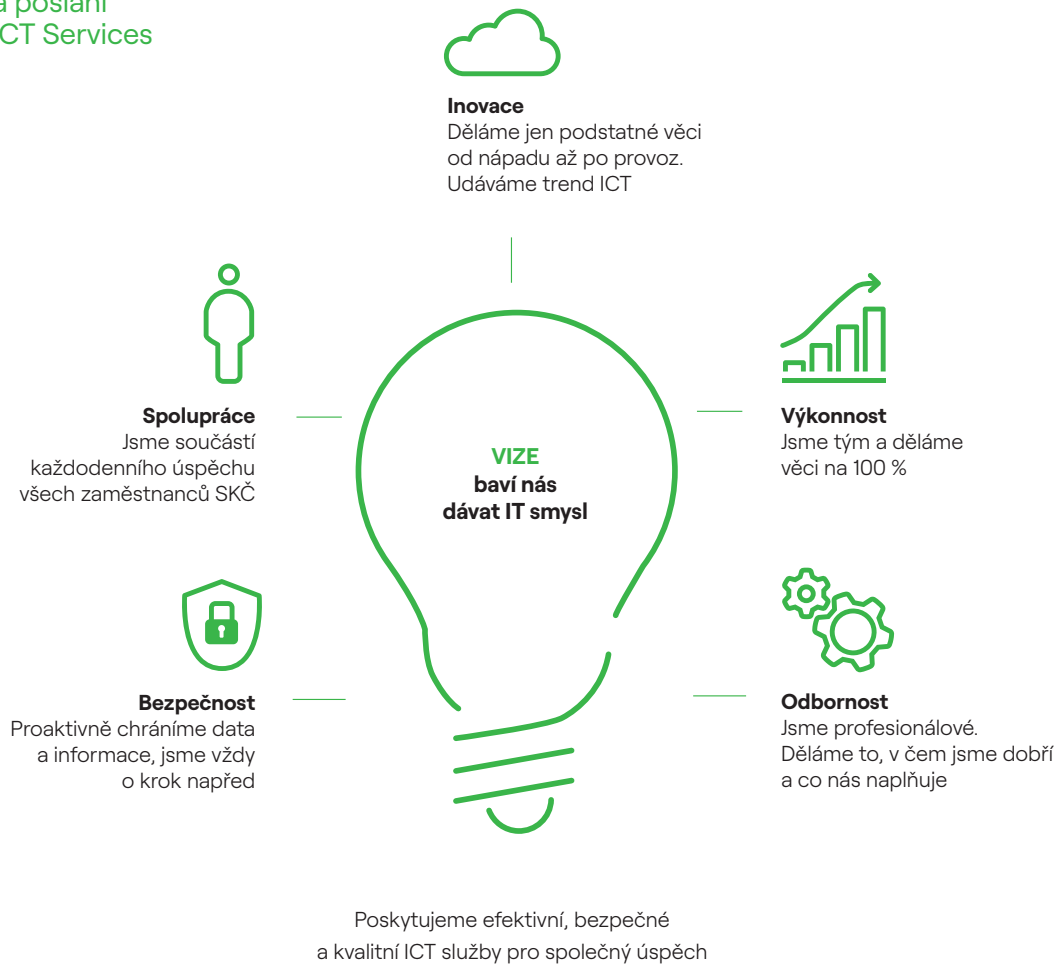 a poslání
CT Services
Inovace
Děláme jen podstatné věci
od nápadu až po provoz.
Udáváme trend ICT
Spolupráce
Jsme součástí
každodenního úspěchu
všech zaměstnanců SKČ
VIZE
baví nás
dávat IT smysl
Výkonnost
Jsme tým a děláme
věci na 100 %
Bezpečnost
Proaktivně chráníme data
a informace, jsme vždy
o krok napřed
Odbornost
Jsme profesionálové.
Děláme to, v čem jsme dobří
a co nás naplňuje
Poskytujeme efektivní, bezpečné
a kvalitní ICT služby pro společný úspěch